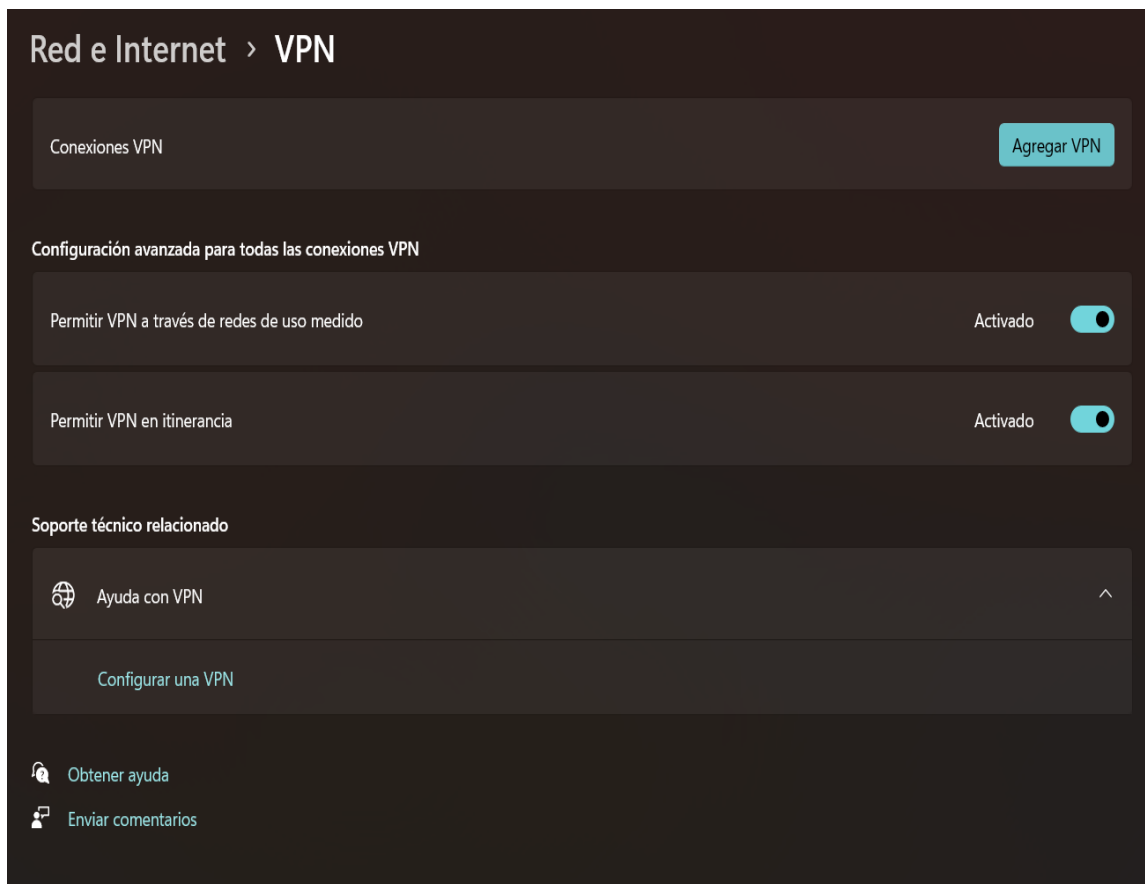 Red e Internet › VPN
Conexiones VPN
Agregar VPN
Configuración avanzada para todas las conexiones VPN
Permitir VPN a través de redes de uso medido
Activado
Permitir VPN en itinerancia
Activado
Soporte técnico relacionado
Ayuda con VPN
Configurar una VPN
Obtener ayuda
Enviar comentarios